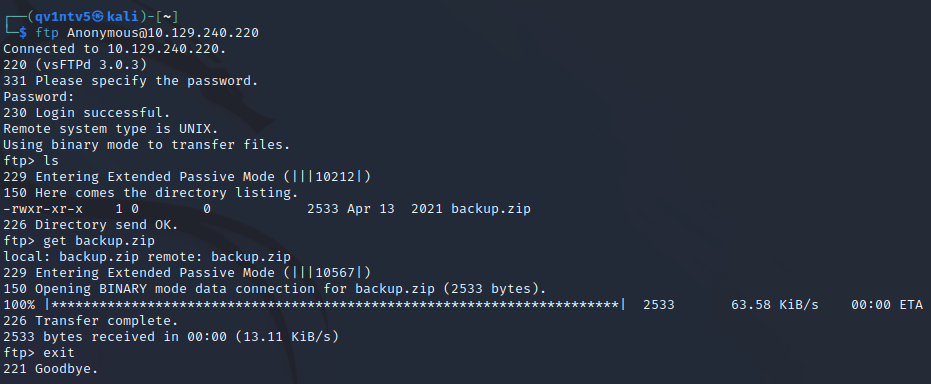 ┌──(qv1ntv5㉿kali)-[~]
└─$ ftp Anonymous@10.129.240.220
Connected to 10.129.240.220.
220 (vsFTPd 3.0.3)
331 Please specify the password.
Password:
230 Login successful.
Remote system type is UNIX.
Using binary mode to transfer files.
ftp> ls
229 Entering Extended Passive Mode (|||10212|)
150 Here comes the directory listing.
-rwxr-xr-x    1 0        0            2533 Apr 13  2021 backup.zip
226 Directory send OK.
ftp> get backup.zip
local: backup.zip remote: backup.zip
229 Entering Extended Passive Mode (|||10567|)
150 Opening BINARY mode data connection for backup.zip (2533 bytes).
100% |***********************************************************************|  2533       63.58 KiB/s    00:00 ETA
226 Transfer complete.
2533 bytes received in 00:00 (13.11 KiB/s)
ftp> exit
221 Goodbye.